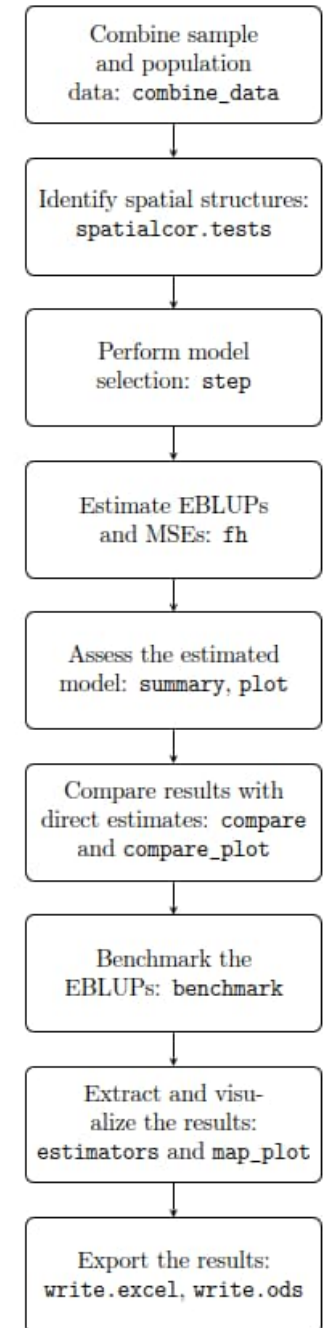 Combine sample
and population
data: combine_data
Identify spatial structures:
spatialcor.tests
Perform model
selection: step
Estimate EBLUPs
and MSEs: fh
Assess the estimated
model: summary, plot
Compare results with
direct estimates: compare
and compare_plot
Benchmark the
EBLUPs: benchmark
Extract and visu-
alize the results:
estimators and map_plot
Export the results:
write.excel, write.ods